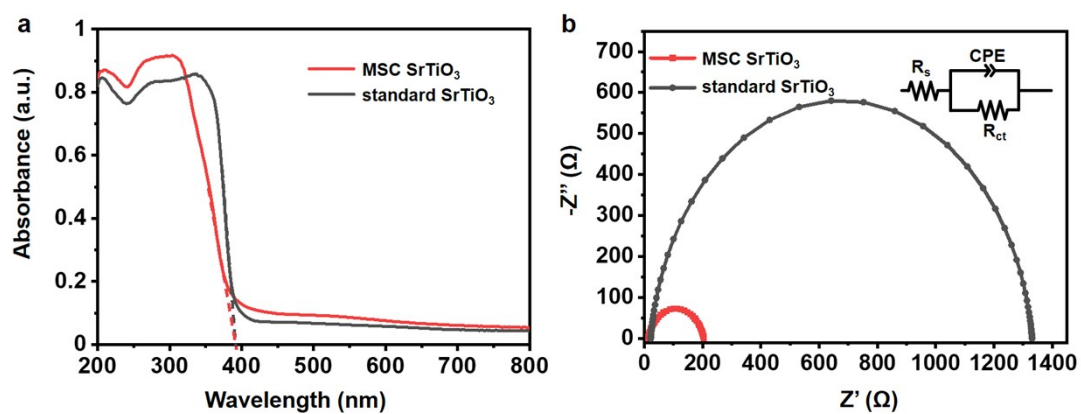 a
Absorbance (a.u.)
1
0.8
0.6
0.4
0.2
0
200 300 400 500 600 700 800
Wavelength (nm)
MSC SrTiO₃
standard SrTiO₃
b
-Z'' (Ω)
700
600
500
400
300
200
100
0
0 200 400 600 800 1000 1200 1400
Z' (Ω)
MSC SrTiO₃
standard SrTiO₃
CPE
Rₛ
R_ct